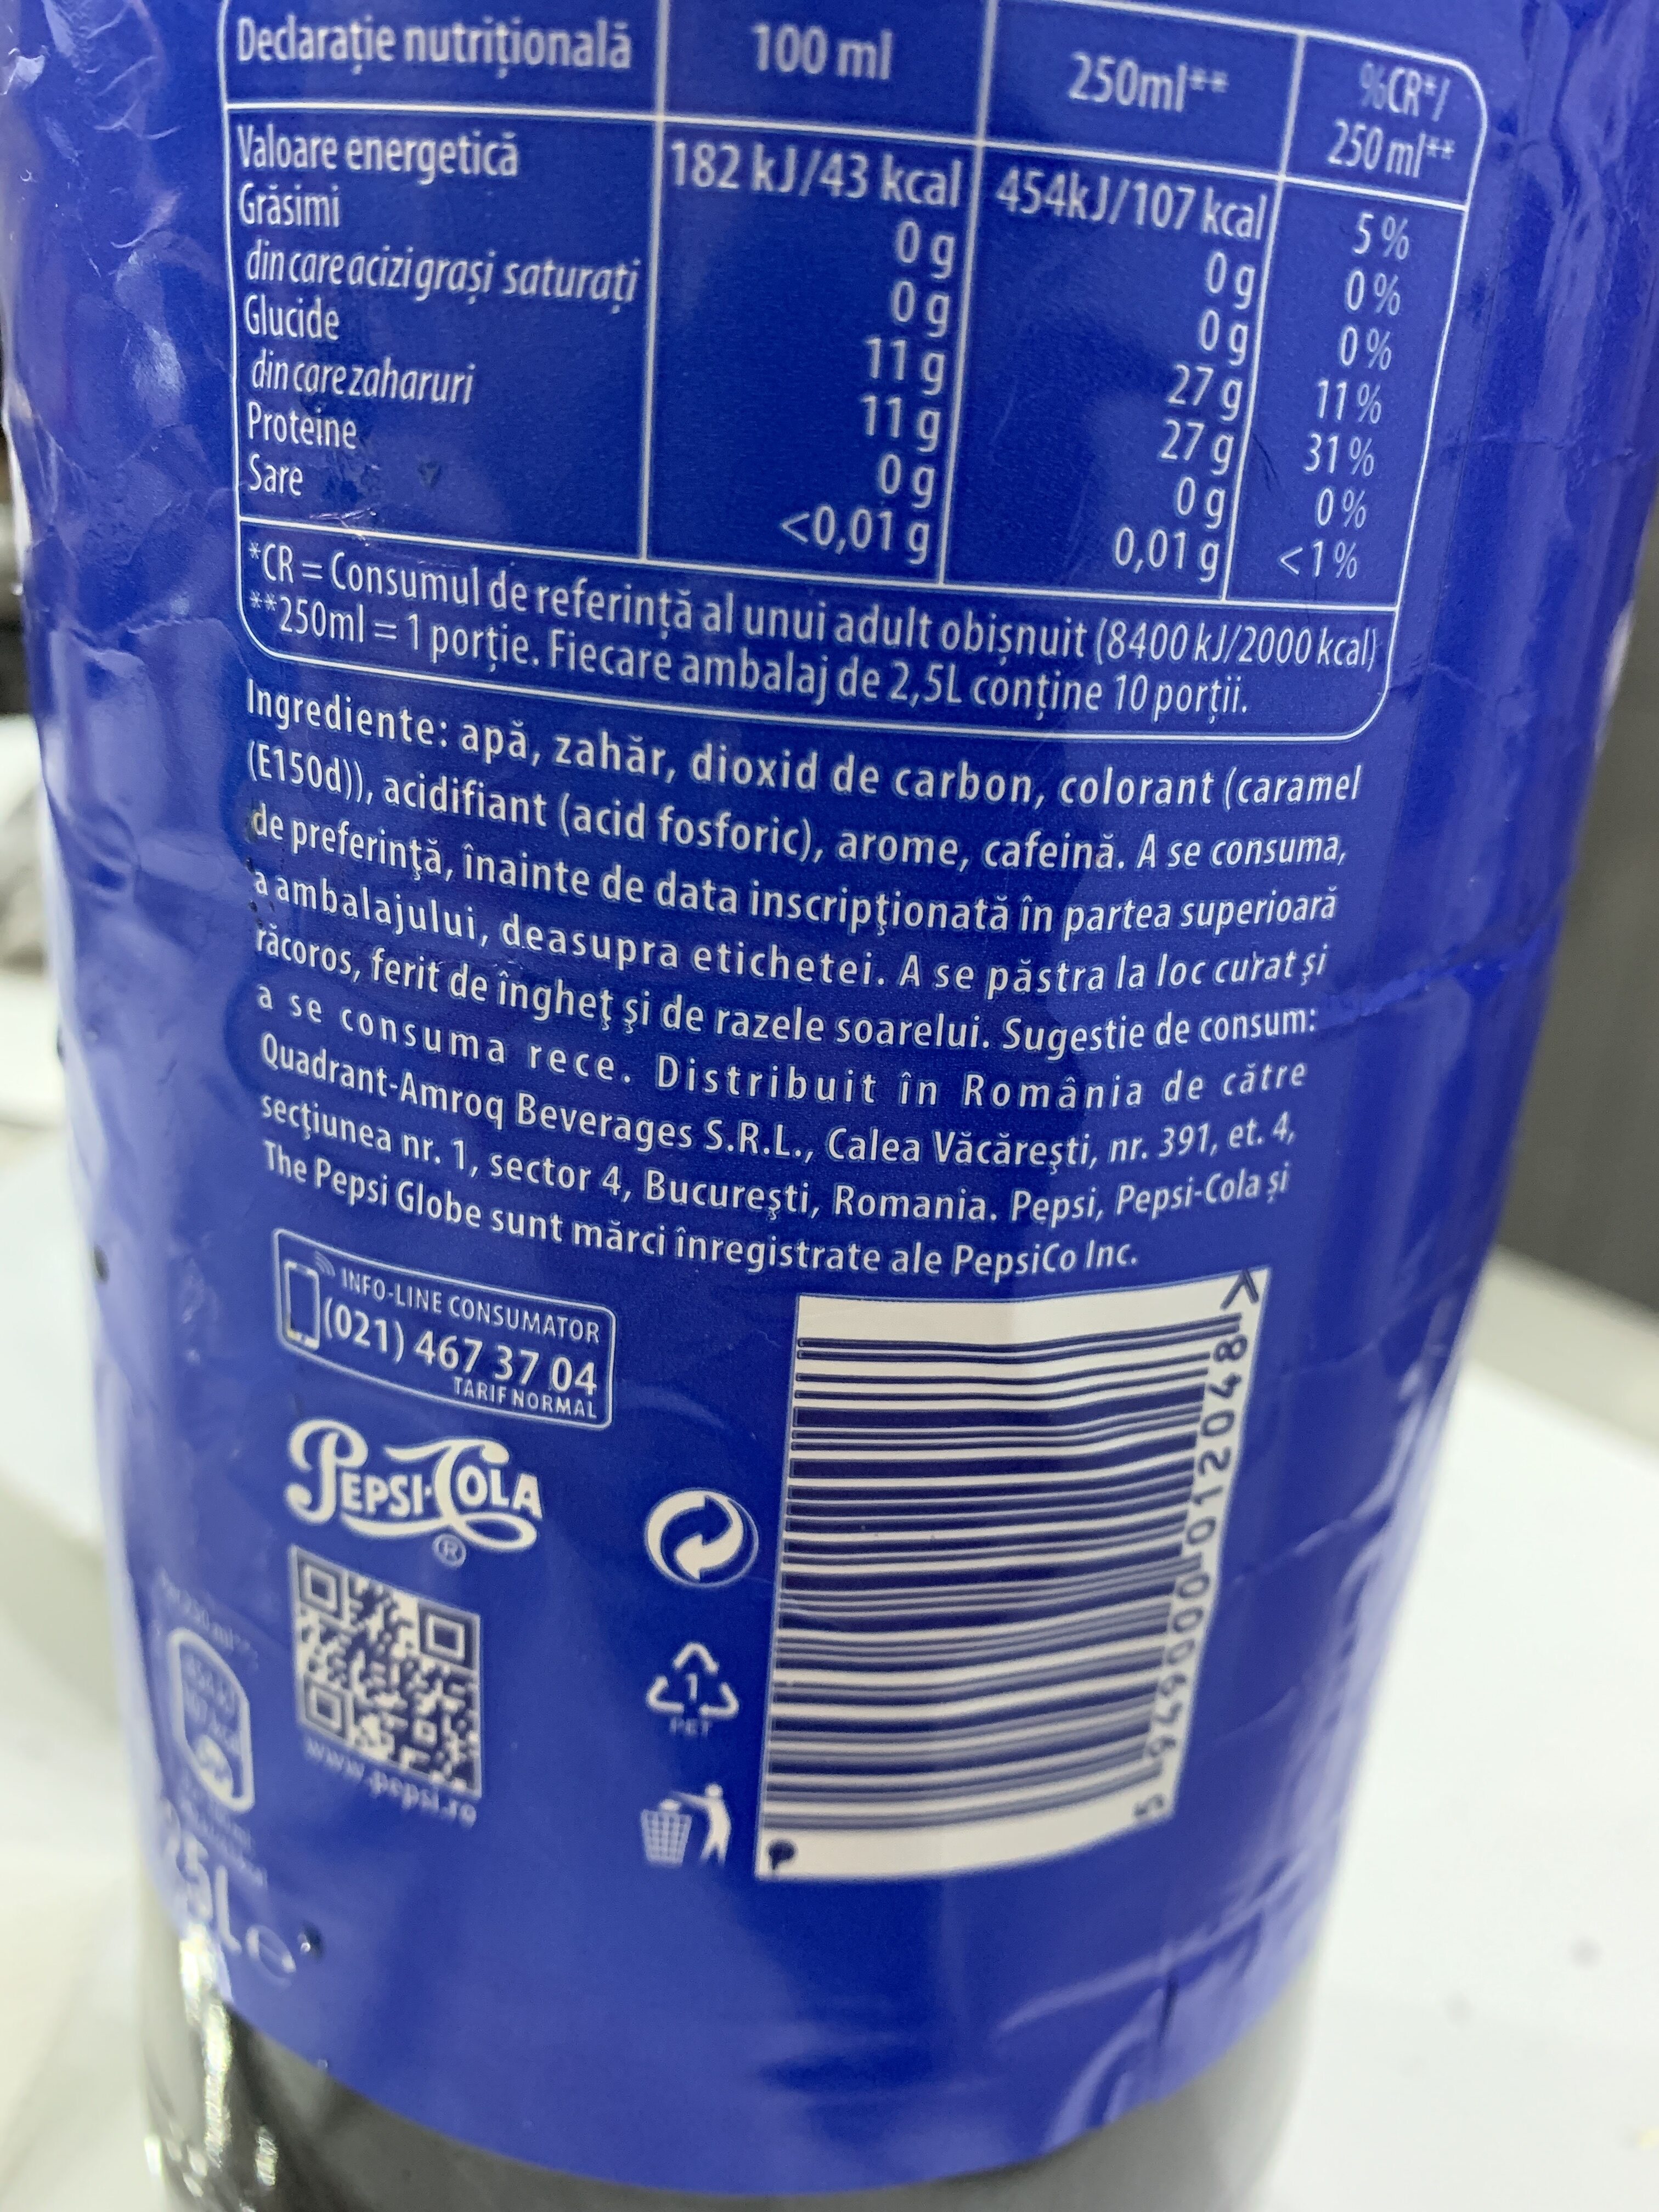 Declarație nutrițională 100 ml 250ml** %CR*/ 250 ml**
Valoare energetică 182 kJ/43 kcal 454kJ/107 kcal 5 %
Grăsimi 0 g 0 g 0 %
din care acizi grași saturați 0 g 0 g 0 %
Glucide 11 g 27 g 11 %
din care zaharuri 11 g 27 g 31 %
Proteine 0 g 0 g 0 %
Sare <0,01 g 0,01 g <1 %
*CR = Consumul de referință al unui adult obișnuit (8400 kJ/2000 kcal)
**250ml = 1 porție. Fiecare ambalaj de 2,5L conține 10 porții.
Ingrediente: apă, zahăr, dioxid de carbon, colorant (caramel
(E150d)), acidifiant (acid fosforic), arome, cafeină. A se consuma,
de preferinţă, înainte de data inscripţionată în partea superioară
a ambalajului, deasupra etichetei. A se păstra la loc curat şi
răcoros, ferit de îngheţ şi de razele soarelui. Sugestie de consum:
a se consuma rece. Distribuit în România de către
Quadrant-Amroq Beverages S.R.L., Calea Văcăreşti, nr. 391, et. 4,
secţiunea nr. 1, sector 4, Bucureşti, Romania. Pepsi, Pepsi-Cola şi
The Pepsi Globe sunt mărci înregistrate ale PepsiCo Inc.
INFO-LINE CONSUMATOR
(021) 467 37 04
TARIF NORMAL
PEPSI-COLA
®
www.pepsi.ro
1
PET
5 949000 012048 >
P